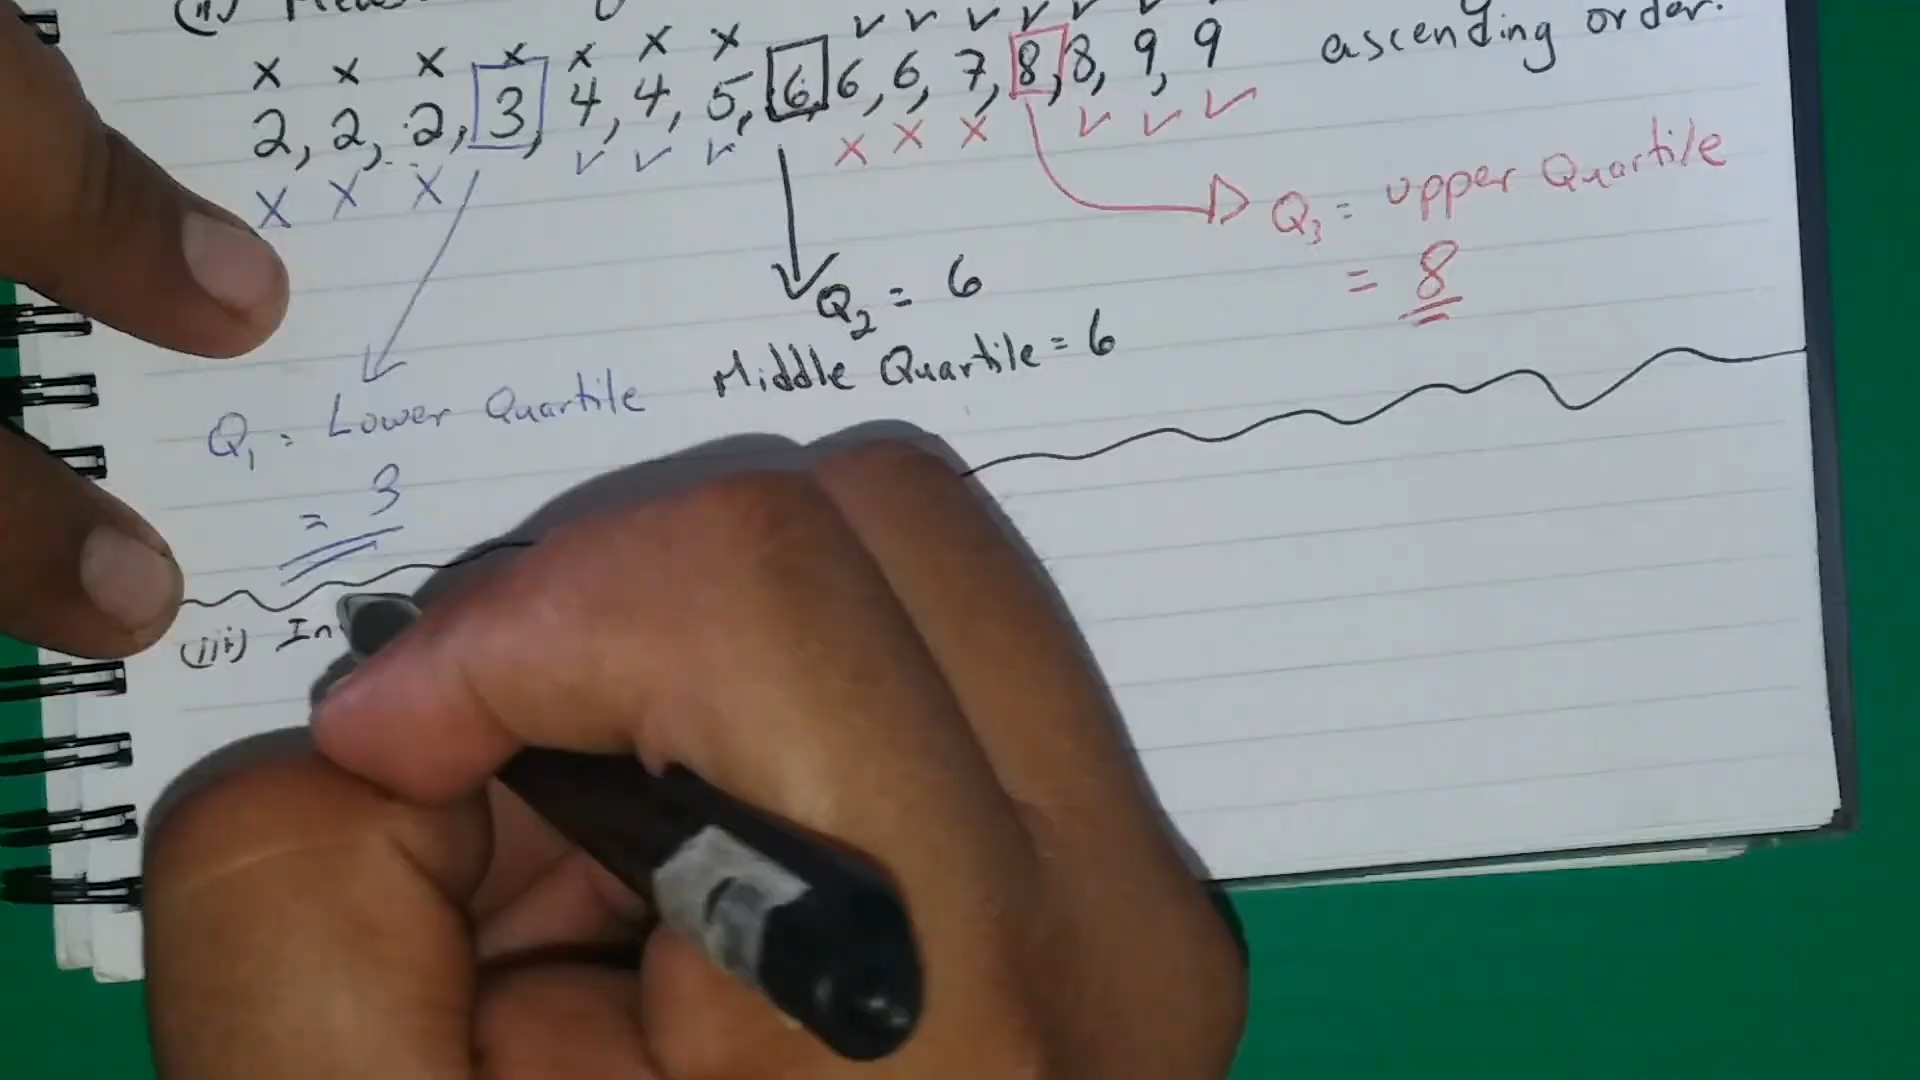 (ii)
ascending order.
x x x x x x x ✓ ✓ ✓ ✓ ✓ ✓ ✓
2, 2, 2, 3, 4, 4, 5, 6, 6, 6, 7, 8, 8, 9, 9
x x x ✓ ✓ ✓ x x x ✓ ✓ ✓
Q₃ = upper Quartile
= 8
Q₂ = 6
Middle Quartile = 6
Q₁ = Lower Quartile
= 3
(iii) In